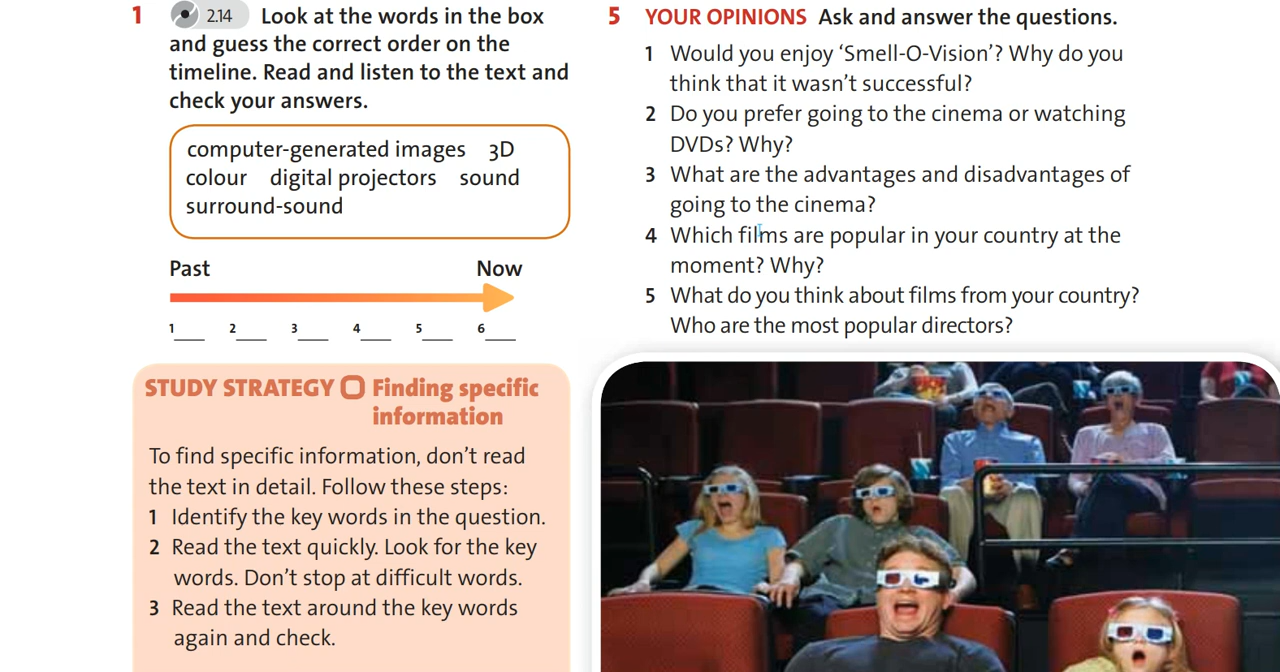 1 2.14 Look at the words in the box
and guess the correct order on the
timeline. Read and listen to the text and
check your answers.
computer-generated images 3D
colour digital projectors sound
surround-sound
Past Now
1 ___ 2 ___ 3 ___ 4 ___ 5 ___ 6 ___
STUDY STRATEGY Finding specific
information
To find specific information, don’t read
the text in detail. Follow these steps:
1 Identify the key words in the question.
2 Read the text quickly. Look for the key
words. Don’t stop at difficult words.
3 Read the text around the key words
again and check.
5 YOUR OPINIONS Ask and answer the questions.
1 Would you enjoy ‘Smell-O-Vision’? Why do you
think that it wasn’t successful?
2 Do you prefer going to the cinema or watching
DVDs? Why?
3 What are the advantages and disadvantages of
going to the cinema?
4 Which films are popular in your country at the
moment? Why?
5 What do you think about films from your country?
Who are the most popular directors?